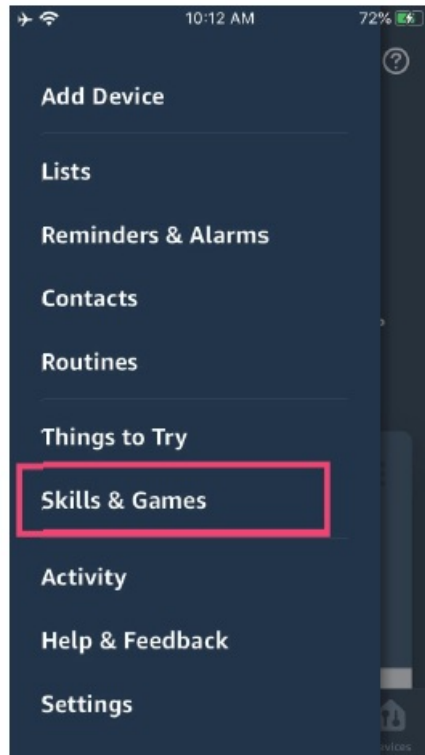 10:12 AM
72%
?
Add Device
Lists
Reminders & Alarms
Contacts
Routines
Things to Try
Skills & Games
Activity
Help & Feedback
Settings